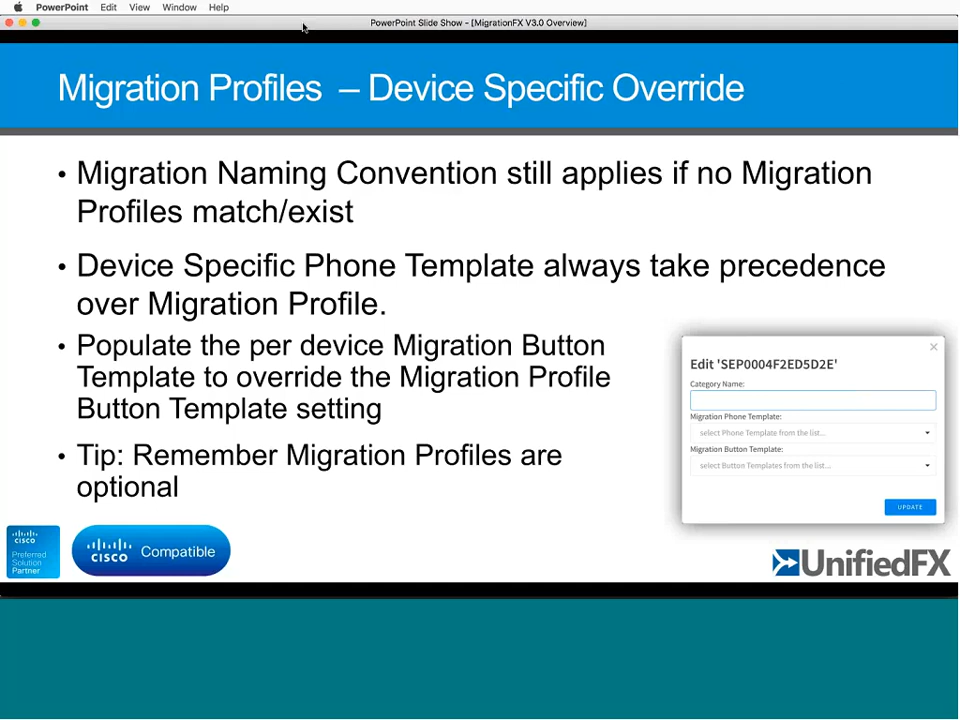 PowerPoint Edit View Window Help
PowerPoint Slide Show - [MigrationFX V3.0 Overview]
Migration Profiles – Device Specific Override
• Migration Naming Convention still applies if no Migration
Profiles match/exist
• Device Specific Phone Template always take precedence
over Migration Profile.
• Populate the per device Migration Button
Template to override the Migration Profile
Button Template setting
• Tip: Remember Migration Profiles are
optional
Edit 'SEP0004F2ED5D2E'
Category Name:
Migration Phone Template:
select Phone Template from the list...
Migration Button Template:
select Button Templates from the list...
UPDATE
CISCO
Preferred
Solution
Partner
CISCO Compatible
UnifiedFX